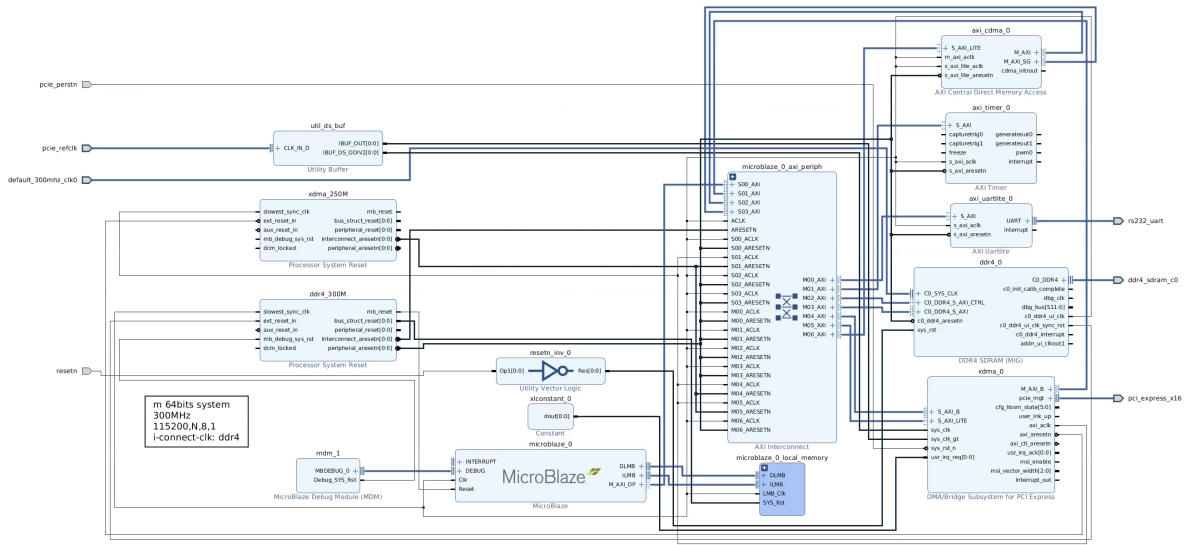 axi_cdma_0
S_AXI_LITE
m_axi_aclk
s_axi_lite_aclk
s_axi_lite_aresetn
M_AXI
M_AXI_SG
cdma_introut
AXI Central Direct Memory Access
pcie_perstn
axi_timer_0
S_AXI
capturetrig0
capturetrig1
freeze
s_axi_aclk
s_axi_aresetn
generateout0
generateout1
pwm0
interrupt
AXI Timer
util_ds_buf
CLK_IN_D
IBUF_OUT[0:0]
IBUF_DS_ODIV2[0:0]
Utility Buffer
pcie_refclk
default_300mhz_clk0
xdma_250M
slowest_sync_clk
ext_reset_in
aux_reset_in
mb_debug_sys_rst
dcm_locked
mb_reset
bus_struct_reset[0:0]
peripheral_reset[0:0]
interconnect_aresetn[0:0]
peripheral_aresetn[0:0]
Processor System Reset
microblaze_0_axi_periph
S00_AXI
S01_AXI
S02_AXI
S03_AXI
ACLK
ARESETN
S00_ACLK
S00_ARESETN
S01_ACLK
S01_ARESETN
S02_ACLK
S02_ARESETN
S03_ACLK
S03_ARESETN
M00_ACLK
M00_ARESETN
M01_ACLK
M01_ARESETN
M02_ACLK
M02_ARESETN
M03_ACLK
M03_ARESETN
M04_ACLK
M04_ARESETN
M05_ACLK
M05_ARESETN
M06_ACLK
M06_ARESETN
M00_AXI
M01_AXI
M02_AXI
M03_AXI
M04_AXI
M05_AXI
M06_AXI
AXI Interconnect
axi_uartlite_0
S_AXI
s_axi_aclk
s_axi_aresetn
UART
interrupt
AXI Uartlite
rs232_uart
ddr4_0
C0_SYS_CLK
C0_DDR4_S_AXI_CTRL
C0_DDR4_S_AXI
c0_ddr4_aresetn
sys_rst
C0_DDR4
c0_init_calib_complete
dbg_clk
dbg_bus[511:0]
c0_ddr4_ui_clk
c0_ddr4_ui_clk_sync_rst
c0_ddr4_interrupt
addn_ui_clkout1
DDR4 SDRAM (MIG)
ddr4_sdram_c0
ddr4_300M
slowest_sync_clk
ext_reset_in
aux_reset_in
mb_debug_sys_rst
dcm_locked
mb_reset
bus_struct_reset[0:0]
peripheral_reset[0:0]
interconnect_aresetn[0:0]
peripheral_aresetn[0:0]
Processor System Reset
resetn
resetn_inv_0
Op1[0:0]
Res[0:0]
Utility Vector Logic
xlconstant_0
dout[0:0]
Constant
m 64bits system
300MHz
115200,N,8,1
i-connect-clk: ddr4
xdma_0
S_AXI_B
S_AXI_LITE
sys_clk
sys_clk_gt
sys_rst_n
usr_irq_req[0:0]
M_AXI_B
pcie_mgt
cfg_ltssm_state[5:0]
user_lnk_up
axi_aclk
axi_aresetn
axi_ctl_aresetn
usr_irq_ack[0:0]
msi_enable
msi_vector_width[2:0]
interrupt_out
DMA/Bridge Subsystem for PCI Express
pci_express_x16
mdm_1
MBDEBUG_0
Debug_SYS_Rst
MicroBlaze Debug Module (MDM)
microblaze_0
INTERRUPT
DEBUG
Clk
Reset
MicroBlaze
DLMB
ILMB
M_AXI_DP
MicroBlaze
microblaze_0_local_memory
DLMB
ILMB
LMB_Clk
SYS_Rst